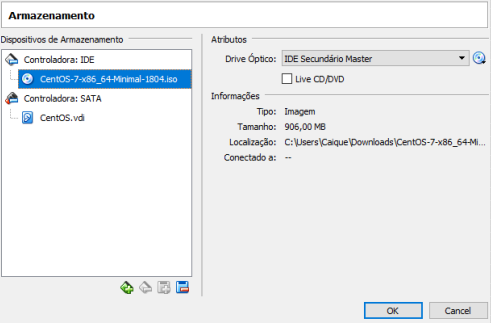 Armazenamento
Dispositivos de Armazenamento
Controladora: IDE
CentOS-7-x86_64-Minimal-1804.iso
Controladora: SATA
CentOS.vdi
Atributos
Drive Óptico: IDE Secundário Master
Live CD/DVD
Informações
Tipo: Imagem
Tamanho: 906,00 MB
Localização: C:\Users\Caique\Downloads\CentOS-7-x86_64-Mi...
Conectado a: --
OK Cancel